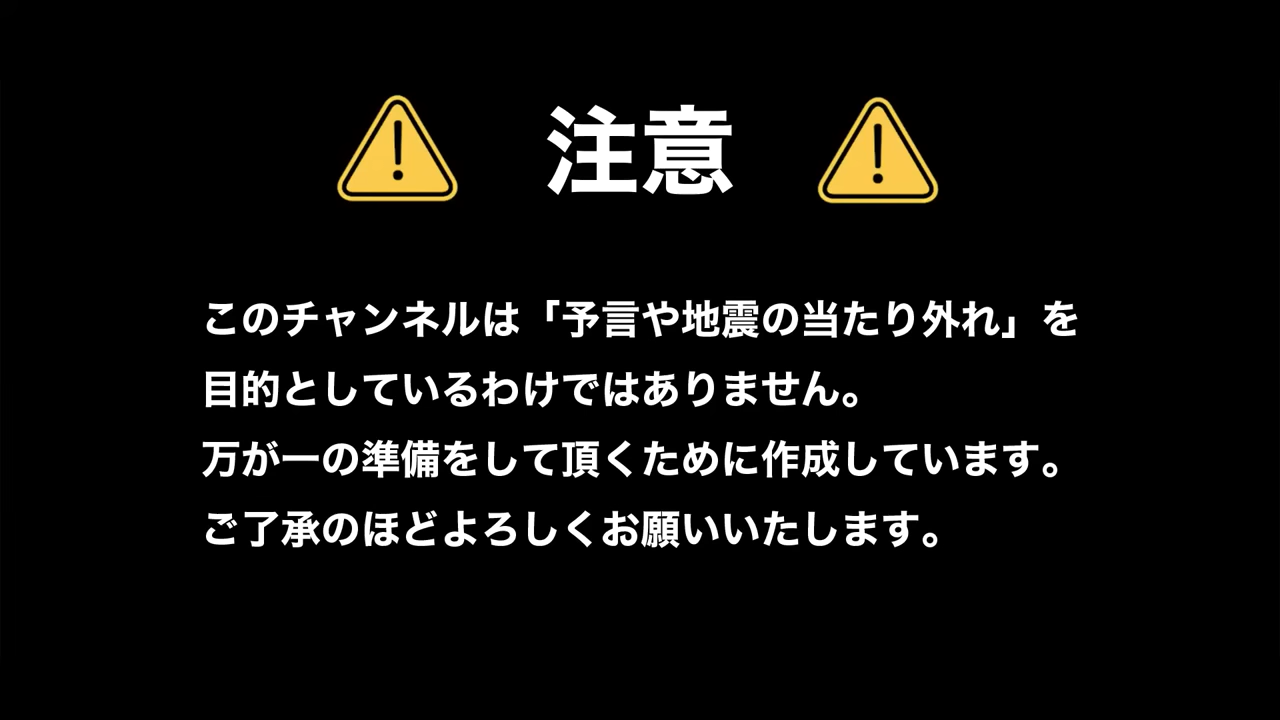 注意
このチャンネルは「予言や地震の当たり外れ」を
目的としているわけではありません。
万が一の準備をして頂くために作成しています。
ご了承のほどよろしくお願いいたします。